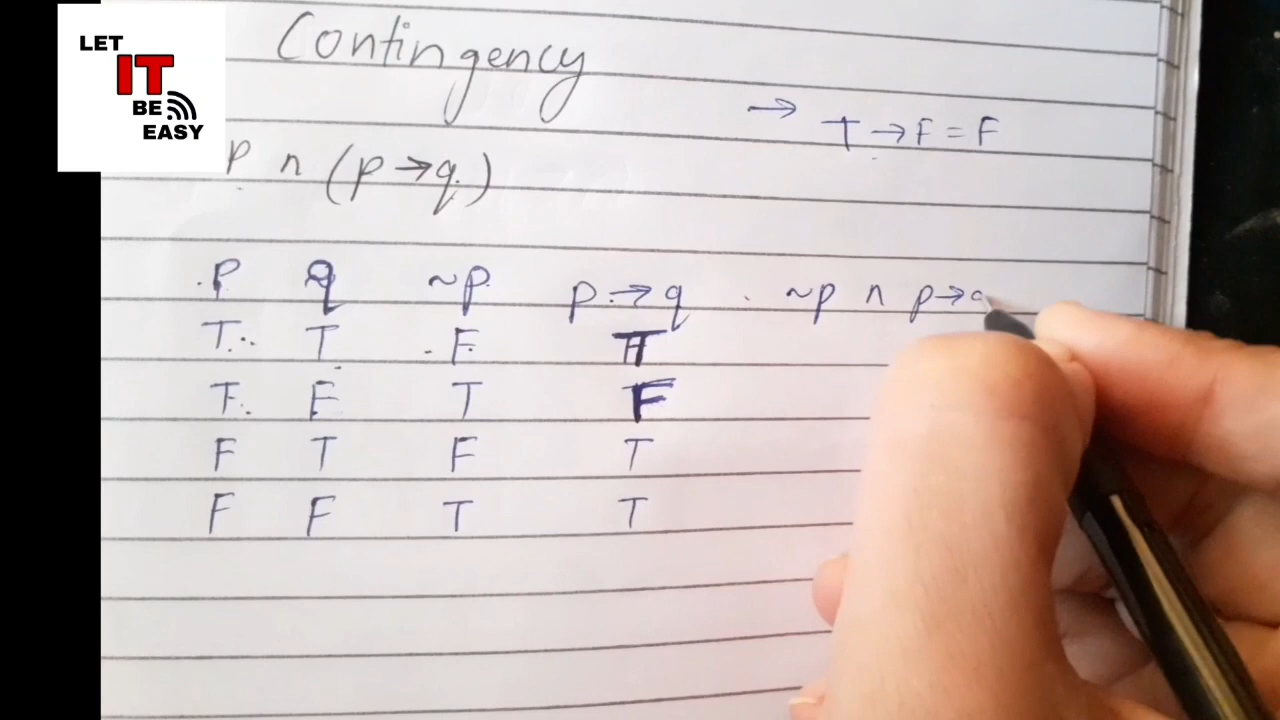 LET
IT
BE
EASY
Contingency
→ T → F = F
p n (p → q)
P q ~p p → q ~p n p → q
T T F T
T F T F
F T F T
F F T T